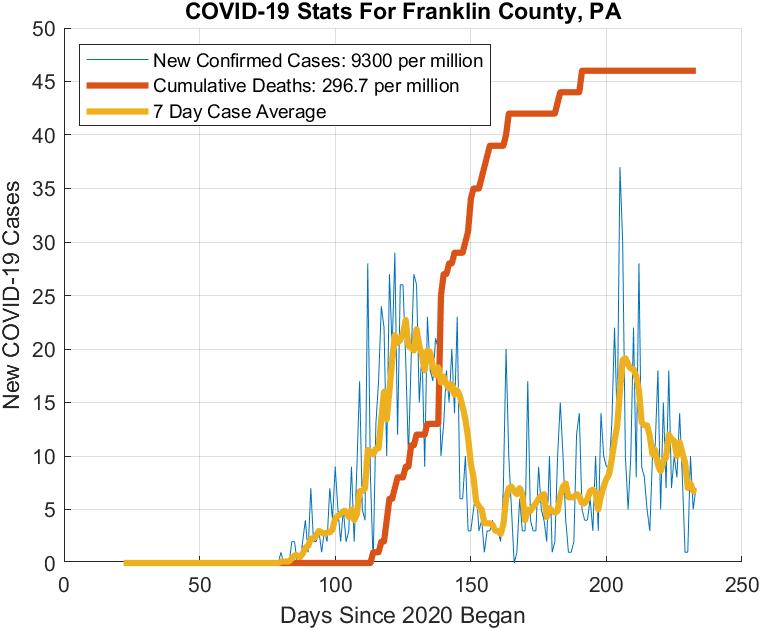 COVID-19 Stats For Franklin County, PA
50
45
40
35
30
25
20
15
10
5
0
New COVID-19 Cases
New Confirmed Cases: 9300 per million
Cumulative Deaths: 296.7 per million
7 Day Case Average
0 50 100 150 200 250
Days Since 2020 Began